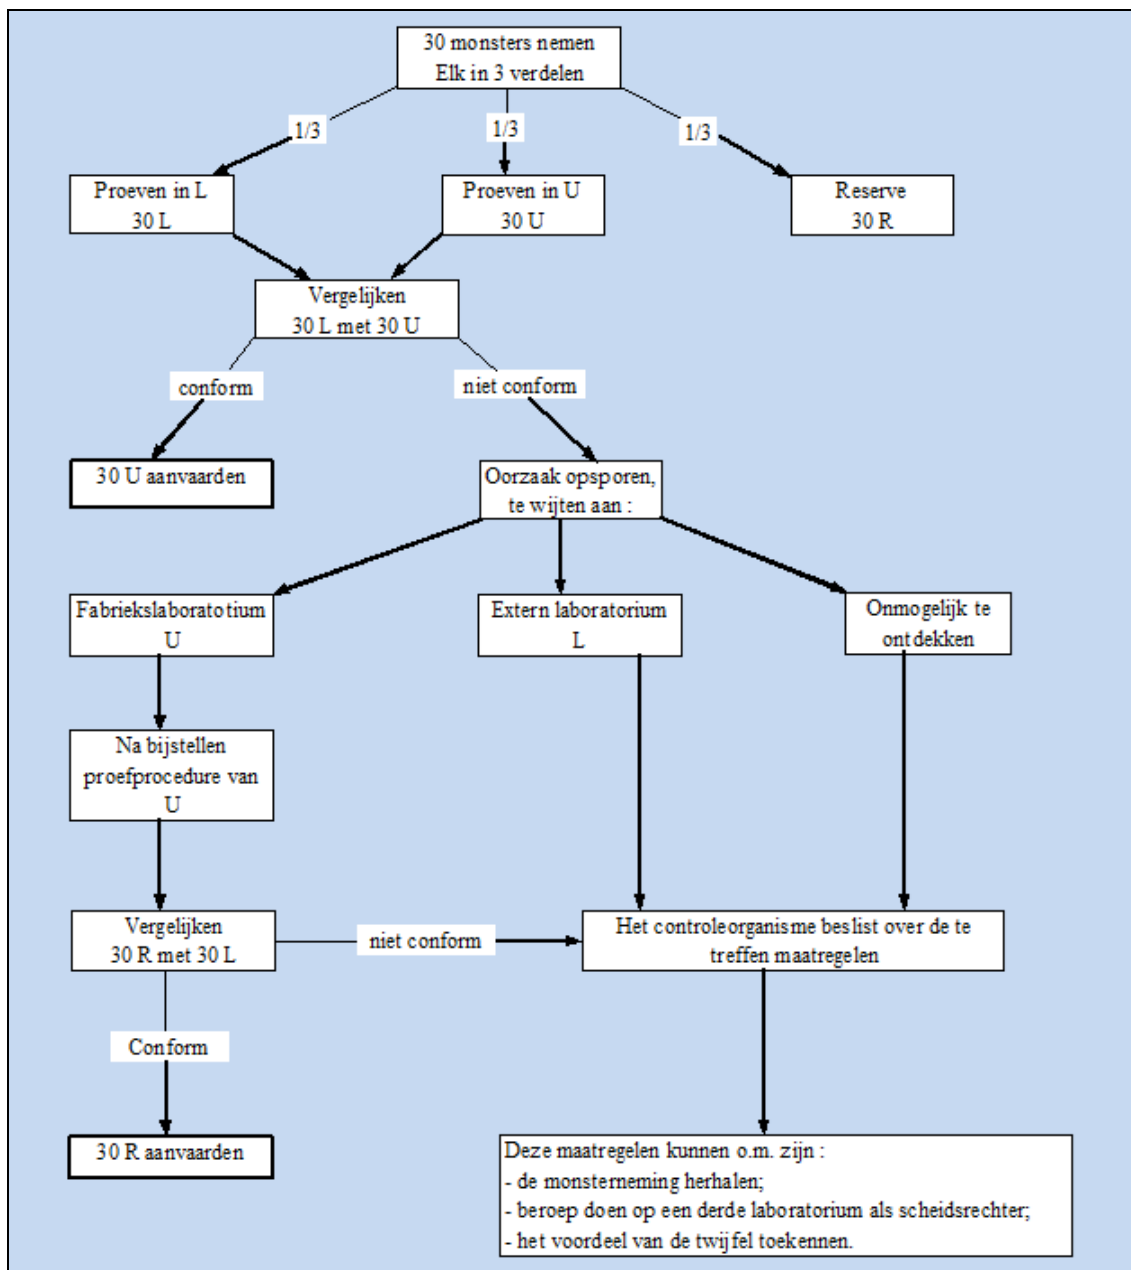 30 monsters nemen
Elk in 3 verdelen
1/3
1/3
1/3
Proeven in L
30 L
Proeven in U
30 U
Reserve
30 R
Vergelijken
30 L met 30 U
conform
niet conform
30 U aanvaarden
Oorzaak opsporen,
te wijten aan :
Fabriekslaboratotium
U
Extern laboratorium
L
Onmogelijk te
ontdekken
Na bijstellen
proefprocedure van
U
Vergelijken
30 R met 30 L
niet conform
Het controleorganisme beslist over de te
treffen maatregelen
Conform
30 R aanvaarden
Deze maatregelen kunnen o.m. zijn :
- de monsterneming herhalen;
- beroep doen op een derde laboratorium als scheidsrechter;
- het voordeel van de twijfel toekennen.